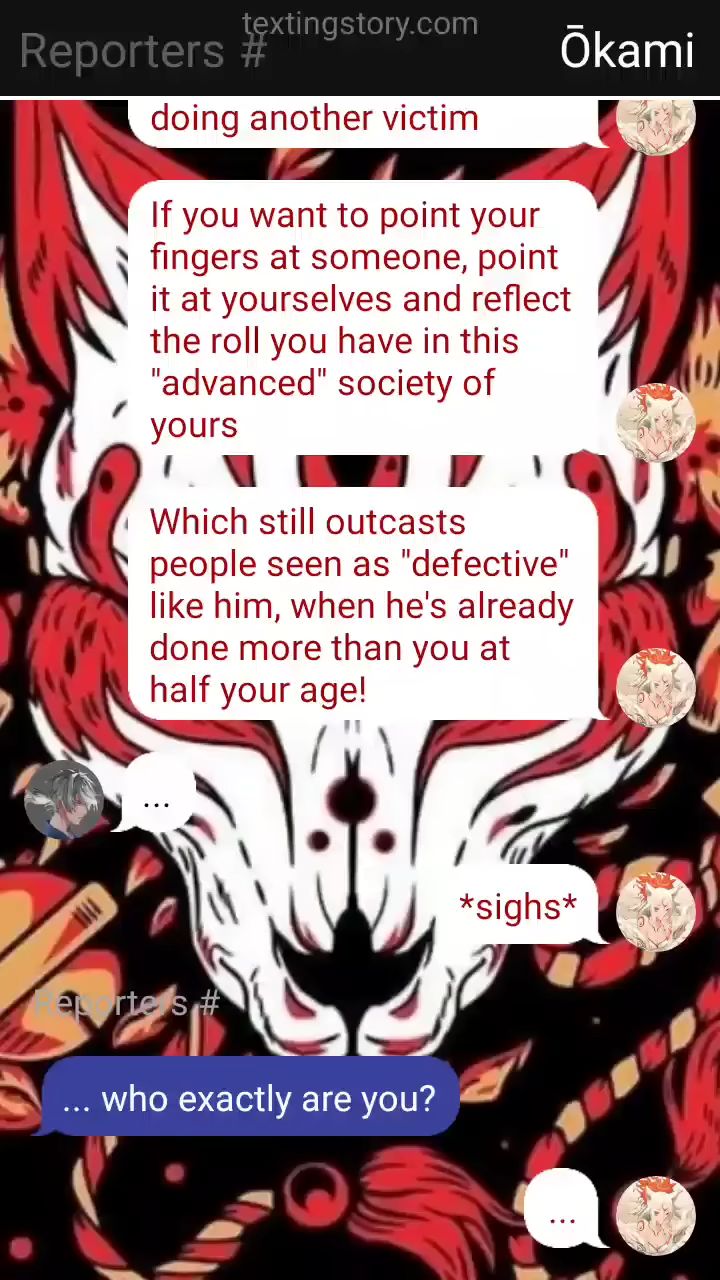 textingstory.com
Reporters #
Ōkami
doing another victim
If you want to point your
fingers at someone, point
it at yourselves and reflect
the roll you have in this
"advanced" society of
yours
Which still outcasts
people seen as "defective"
like him, when he's already
done more than you at
half your age!
...
*sighs*
Reporters #
... who exactly are you?
...